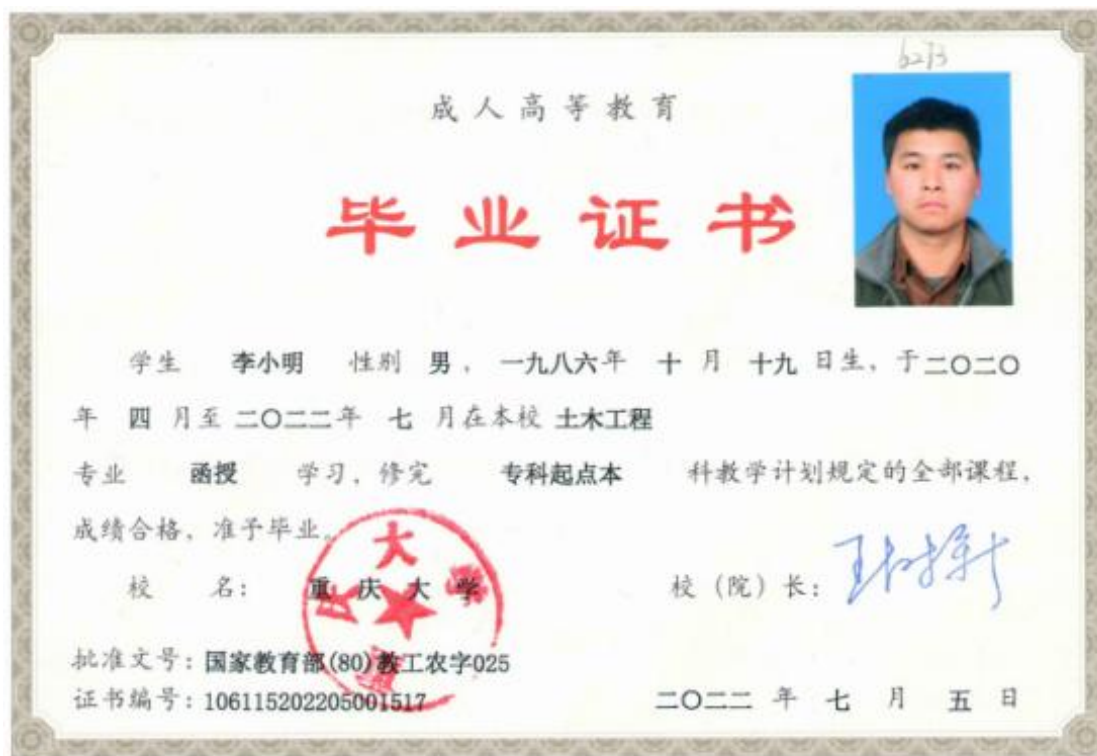 6273
成人高等教育
毕业证书
学生 李小明 性别 男，一九八六年 十 月 十九 日生，于二〇二〇
年 四 月至 二〇二二年 七 月在本校 土木工程
专业 函授 学习，修完 专科起点本 科教学计划规定的全部课程，
成绩合格，准予毕业。
校 名： 重 庆 大 学 校（院）长：
批准文号：国家教育部(80)教工农字025
证书编号：106115202205001517 二〇二二 年 七 月 五 日
重庆大学